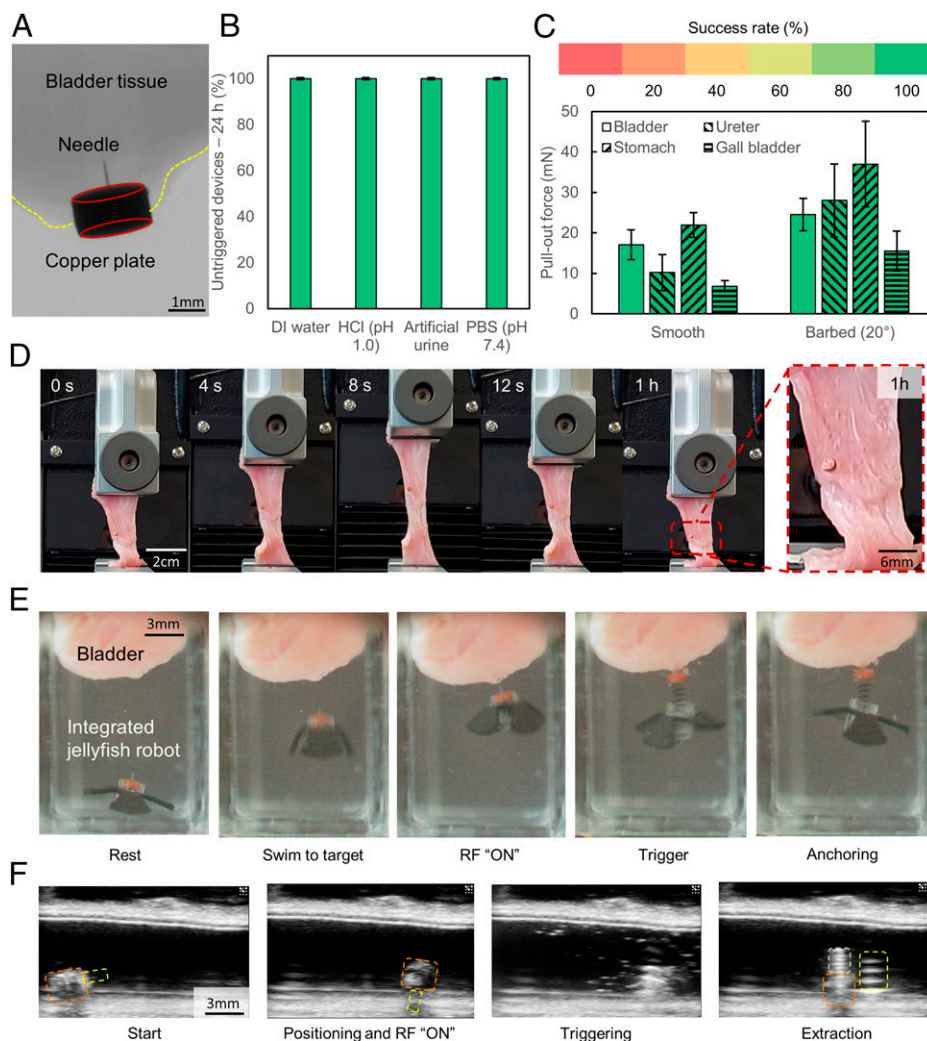 A
Bladder tissue
Needle
Copper plate
1mm
B
Untriggered devices – 24 h (%)
100
80
60
40
20
0
DI water
HCl (pH
1.0)
Artificial
urine
PBS (pH
7.4)
C
Success rate (%)
0
20
40
60
80
100
Pull-out force (mN)
50
40
30
20
10
0
Bladder
Ureter
Stomach
Gall bladder
Smooth
Barbed (20°)
D
0 s
4 s
8 s
12 s
1 h
1h
2cm
6mm
E
3mm
Bladder
Integrated
jellyfish robot
Rest
Swim to target
RF "ON"
Trigger
Anchoring
F
3mm
Start
Positioning and RF "ON"
Triggering
Extraction